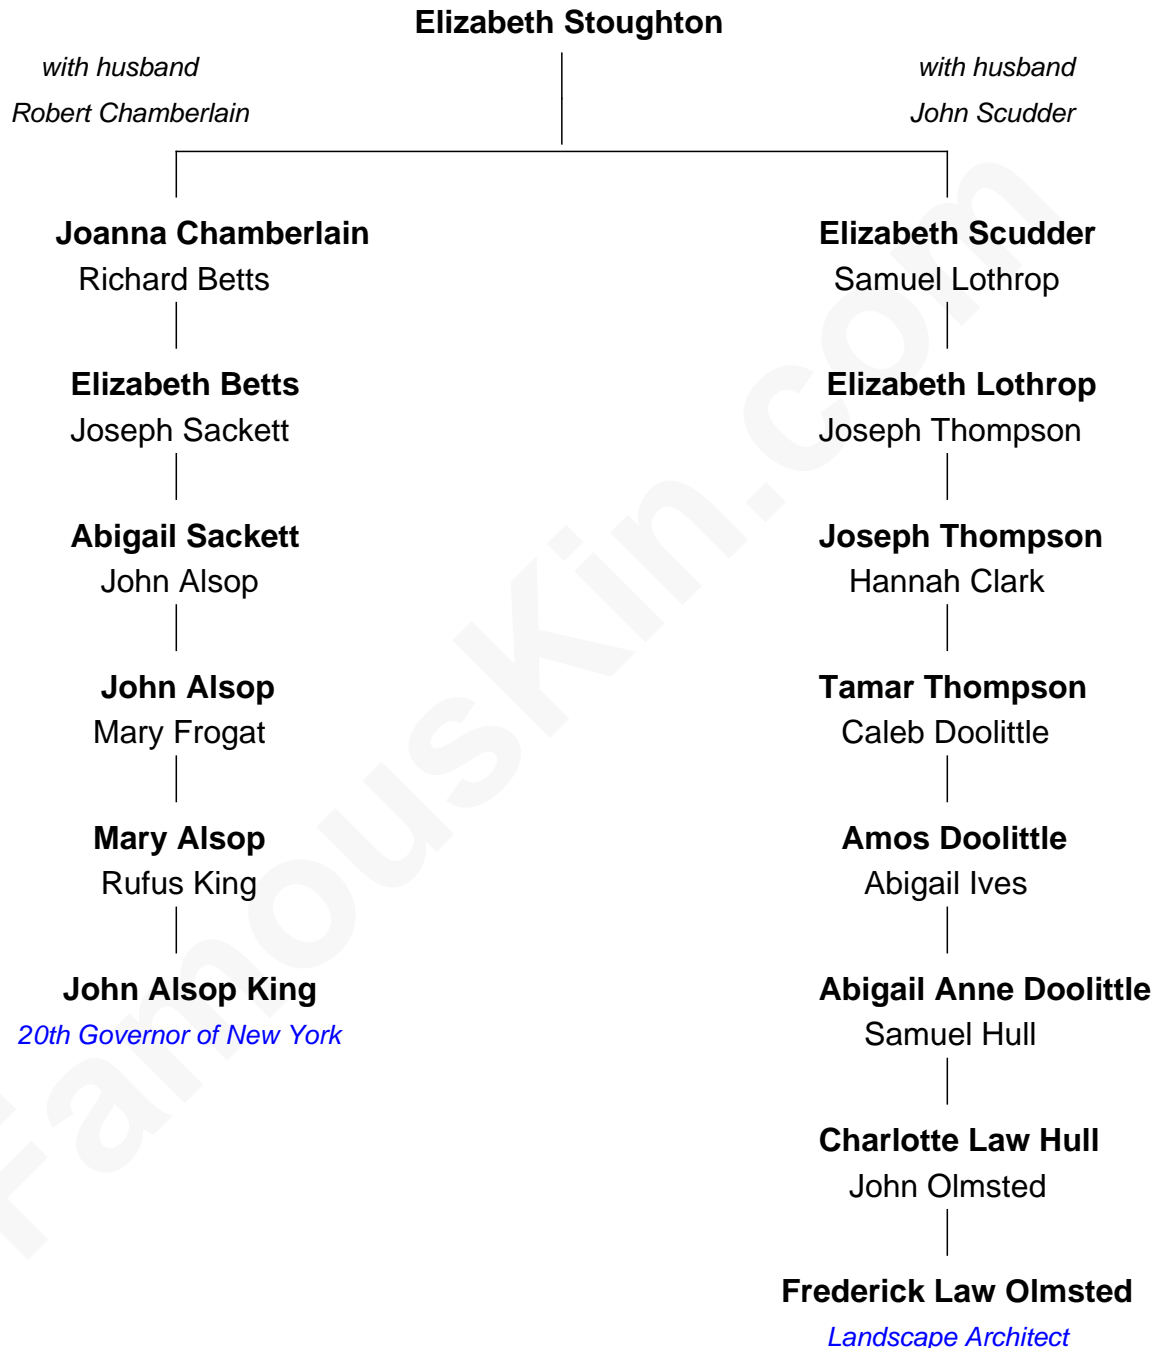 Elizabeth Stoughton
with husband
Robert Chamberlain
with husband
John Scudder
Joanna Chamberlain
Richard Betts
Elizabeth Scudder
Samuel Lothrop
Elizabeth Betts
Joseph Sackett
Elizabeth Lothrop
Joseph Thompson
Abigail Sackett
John Alsop
Joseph Thompson
Hannah Clark
John Alsop
Mary Frogat
Tamar Thompson
Caleb Doolittle
Mary Alsop
Rufus King
Amos Doolittle
Abigail Ives
John Alsop King
20th Governor of New York
Abigail Anne Doolittle
Samuel Hull
Charlotte Law Hull
John Olmsted
Frederick Law Olmsted
Landscape Architect
FamousKin.com